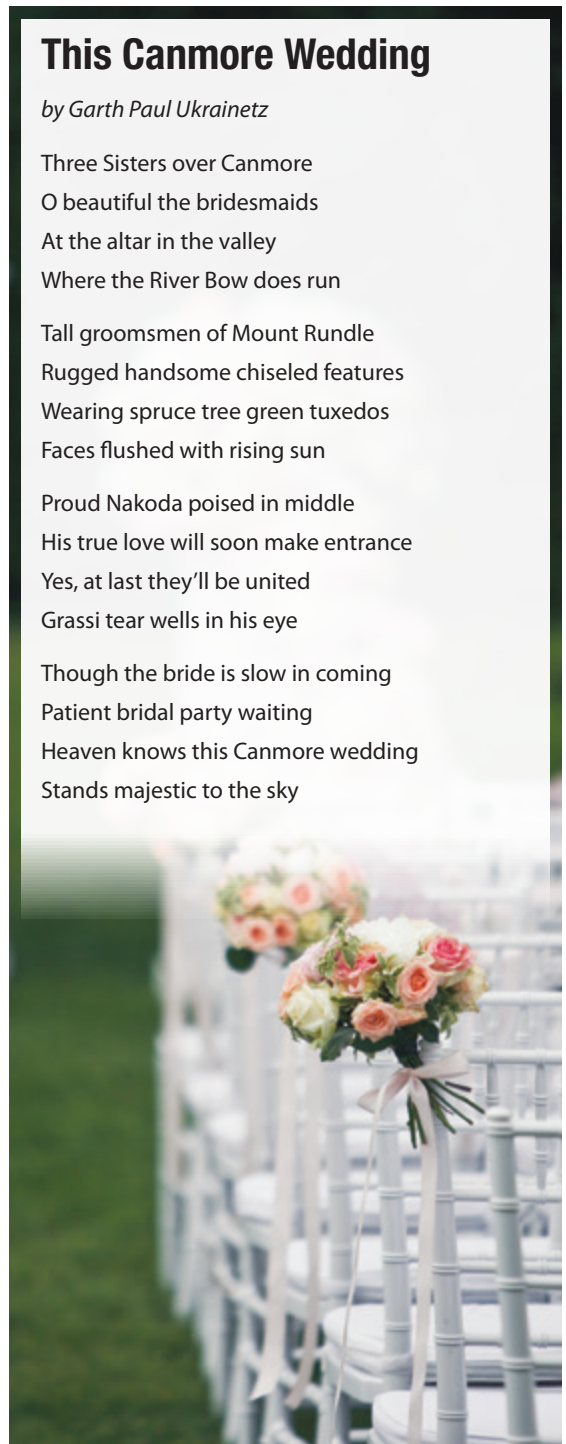 This Canmore Wedding
by Garth Paul Ukrainetz
Three Sisters over Canmore
O beautiful the bridesmaids
At the altar in the valley
Where the River Bow does run
Tall groomsmen of Mount Rundle
Rugged handsome chiseled features
Wearing spruce tree green tuxedos
Faces flushed with rising sun
Proud Nakoda poised in middle
His true love will soon make entrance
Yes, at last they’ll be united
Grassi tear wells in his eye
Though the bride is slow in coming
Patient bridal party waiting
Heaven knows this Canmore wedding
Stands majestic to the sky